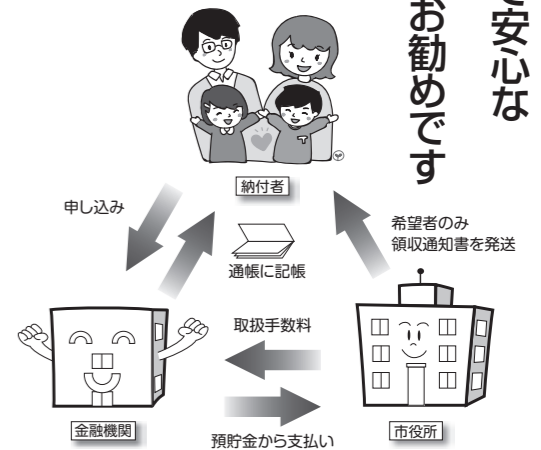 で安心な
お勧めです
納付者
申し込み
通帳に記帳
希望者のみ
領収通知書を発送
取扱手数料
金融機関
市役所
預貯金から支払い